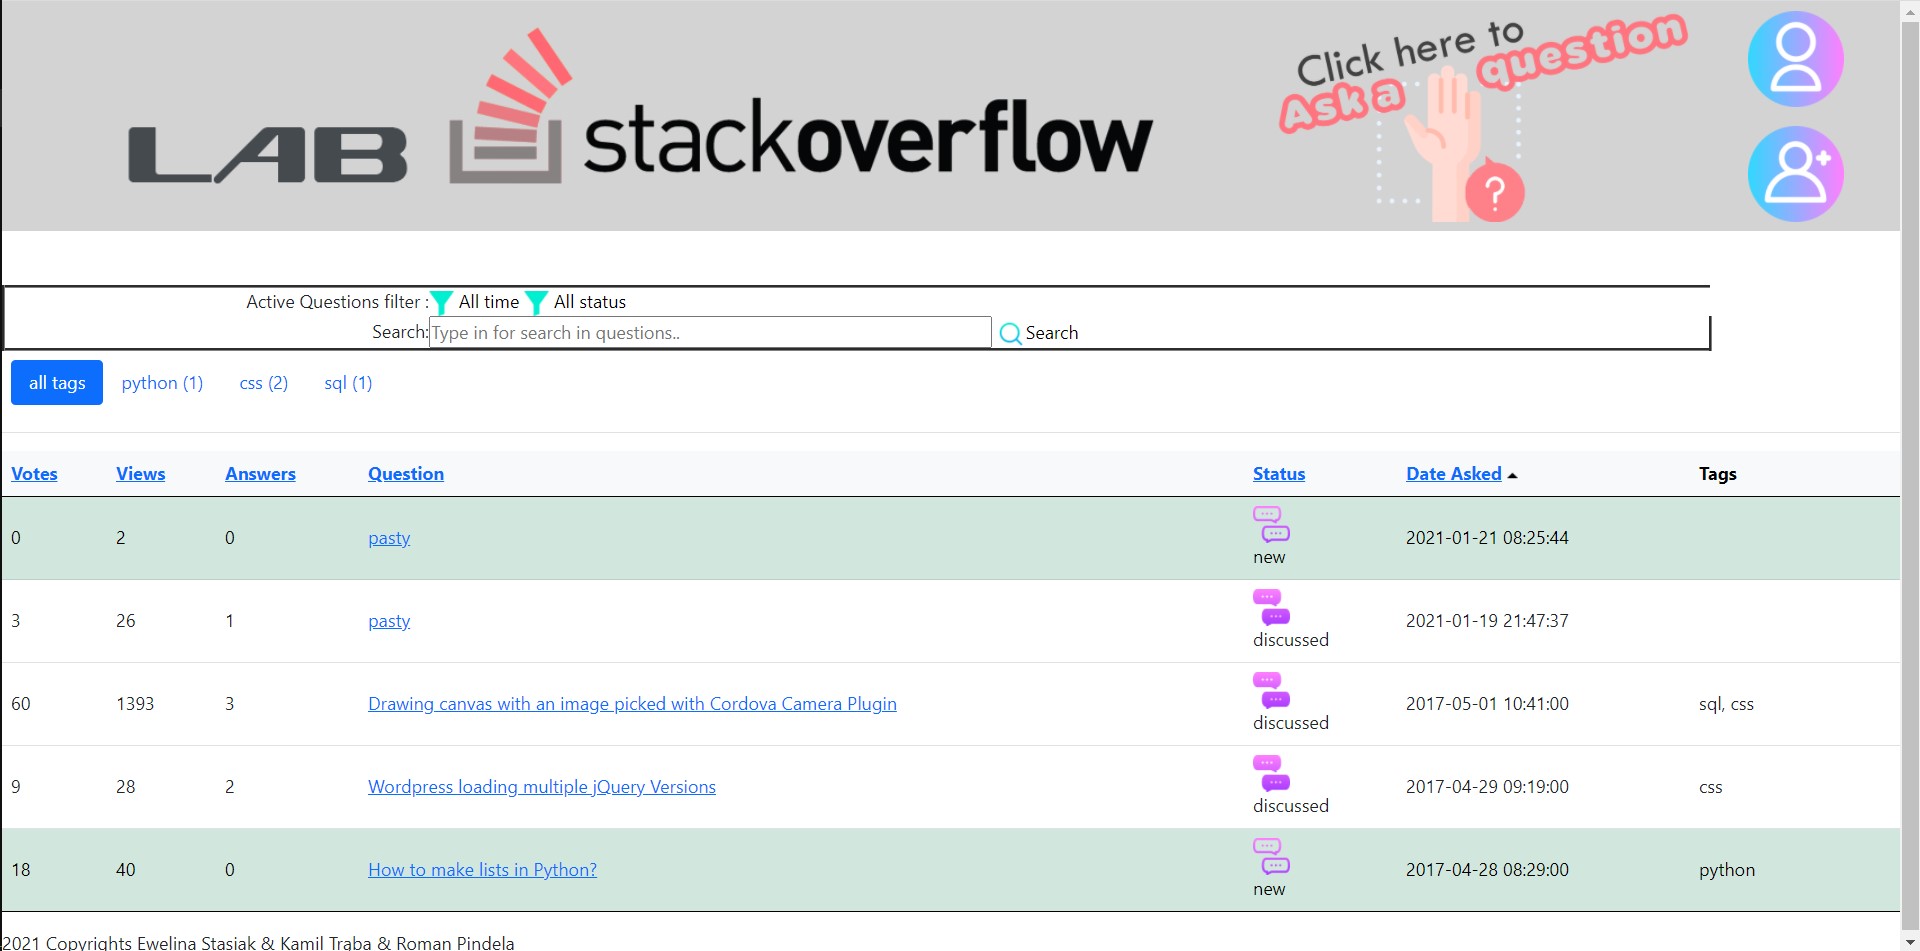 LAB stackoverflow
Click here to
Ask a question
?
Active Questions filter : All time All status
Search: Type in for search in questions.. Search
all tags python (1) css (2) sql (1)
Votes Views Answers Question Status Date Asked Tags
0 2 0 pasty new 2021-01-21 08:25:44
3 26 1 pasty discussed 2021-01-19 21:47:37
60 1393 3 Drawing canvas with an image picked with Cordova Camera Plugin discussed 2017-05-01 10:41:00 sql, css
9 28 2 Wordpress loading multiple jQuery Versions discussed 2017-04-29 09:19:00 css
18 40 0 How to make lists in Python? new 2017-04-28 08:29:00 python
2021 Copyrights Ewelina Stasiak & Kamil Traba & Roman Pindela